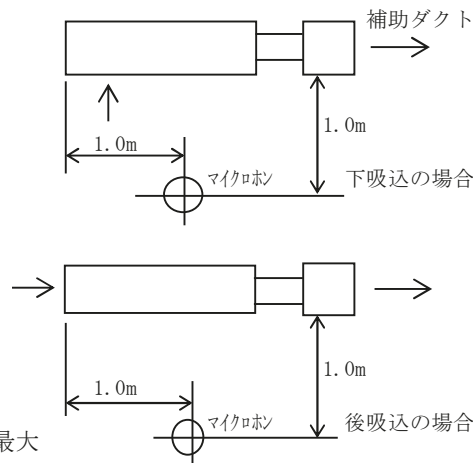 補助ダクト
1.0m
1.0m
マイクロホン
下吸込の場合
1.0m
1.0m
マイクロホン
後吸込の場合
最大